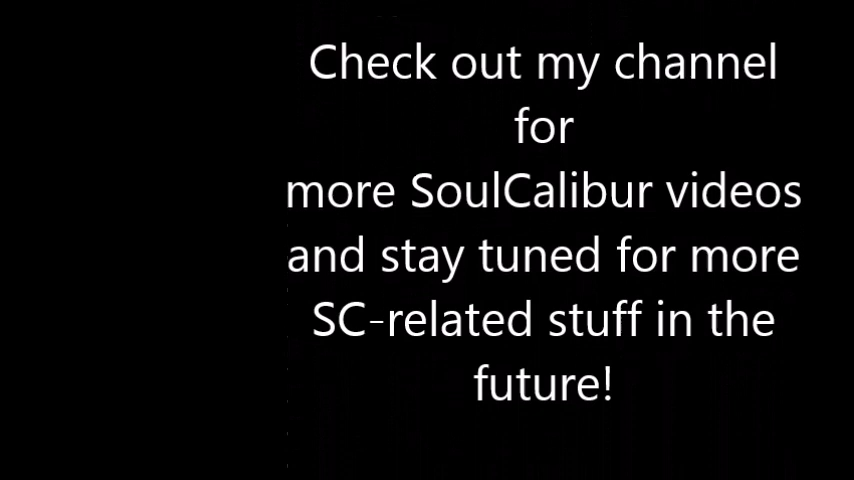 Check out my channel
for
more SoulCalibur videos
and stay tuned for more
SC-related stuff in the
future!